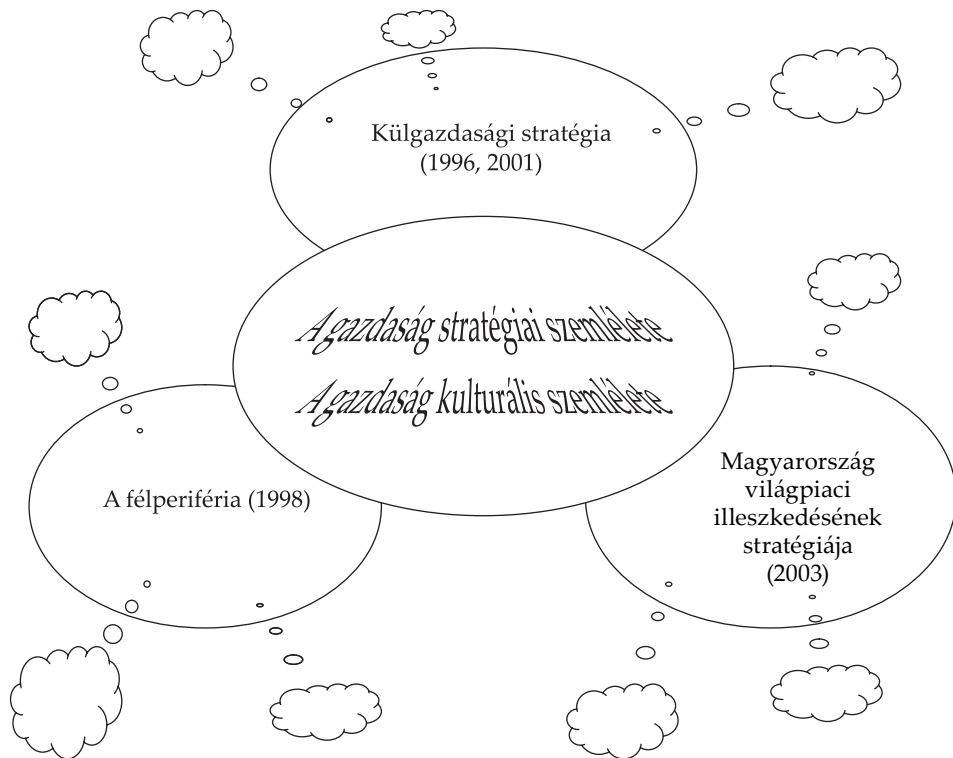 Külgazdasági stratégia
(1996, 2001)
A gazdaság stratégiai szemlélete
A gazdaság kulturális szemlélete
A félperiféria (1998)
Magyarország
világpiaci
illeszkedésének
stratégiája
(2003)